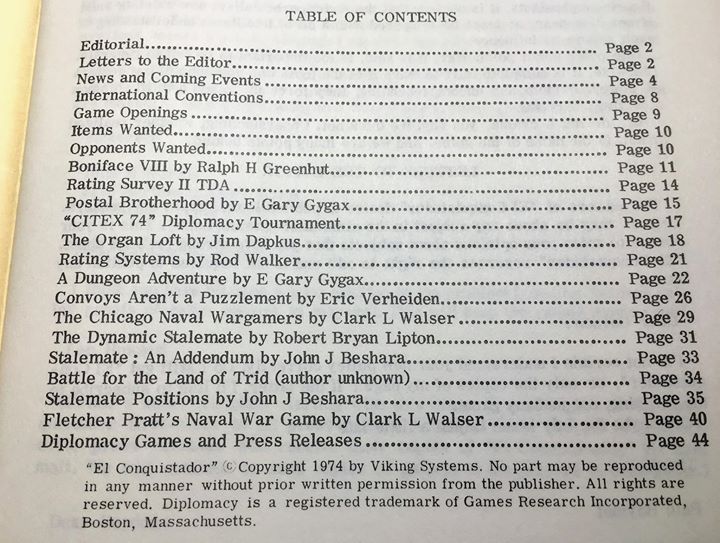 TABLE OF CONTENTS
Editorial........................................................ Page 2
Letters to the Editor........................................................ Page 2
News and Coming Events ........................................................ Page 4
International Conventions........................................................ Page 8
Game Openings ........................................................ Page 9
Items Wanted........................................................ Page 10
Opponents Wanted........................................................ Page 10
Boniface VIII by Ralph H Greenhut........................................................ Page 11
Rating Survey II TDA ........................................................ Page 14
Postal Brotherhood by E Gary Gygax........................................................ Page 15
"CITEX 74" Diplomacy Tournament........................................................ Page 17
The Organ Loft by Jim Dapkus........................................................ Page 18
Rating Systems by Rod Walker........................................................ Page 21
A Dungeon Adventure by E Gary Gygax........................................................ Page 22
Convoys Aren't a Puzzlement by Eric Verheiden........................................................ Page 26
The Chicago Naval Wargamers by Clark L Walser ........................................................ Page 29
The Dynamic Stalemate by Robert Bryan Lipton........................................................ Page 31
Stalemate : An Addendum by John J Beshara........................................................ Page 33
Battle for the Land of Trid (author unknown)........................................................ Page 34
Stalemate Positions by John J Beshara........................................................ Page 35
Fletcher Pratt's Naval War Game by Clark L Walser ........................................................ Page 40
Diplomacy Games and Press Releases ........................................................ Page 44
"El Conquistador" © Copyright 1974 by Viking Systems. No part may be reproduced
in any manner without prior written permission from the publisher. All rights are
reserved. Diplomacy is a registered trademark of Games Research Incorporated,
Boston, Massachusetts.